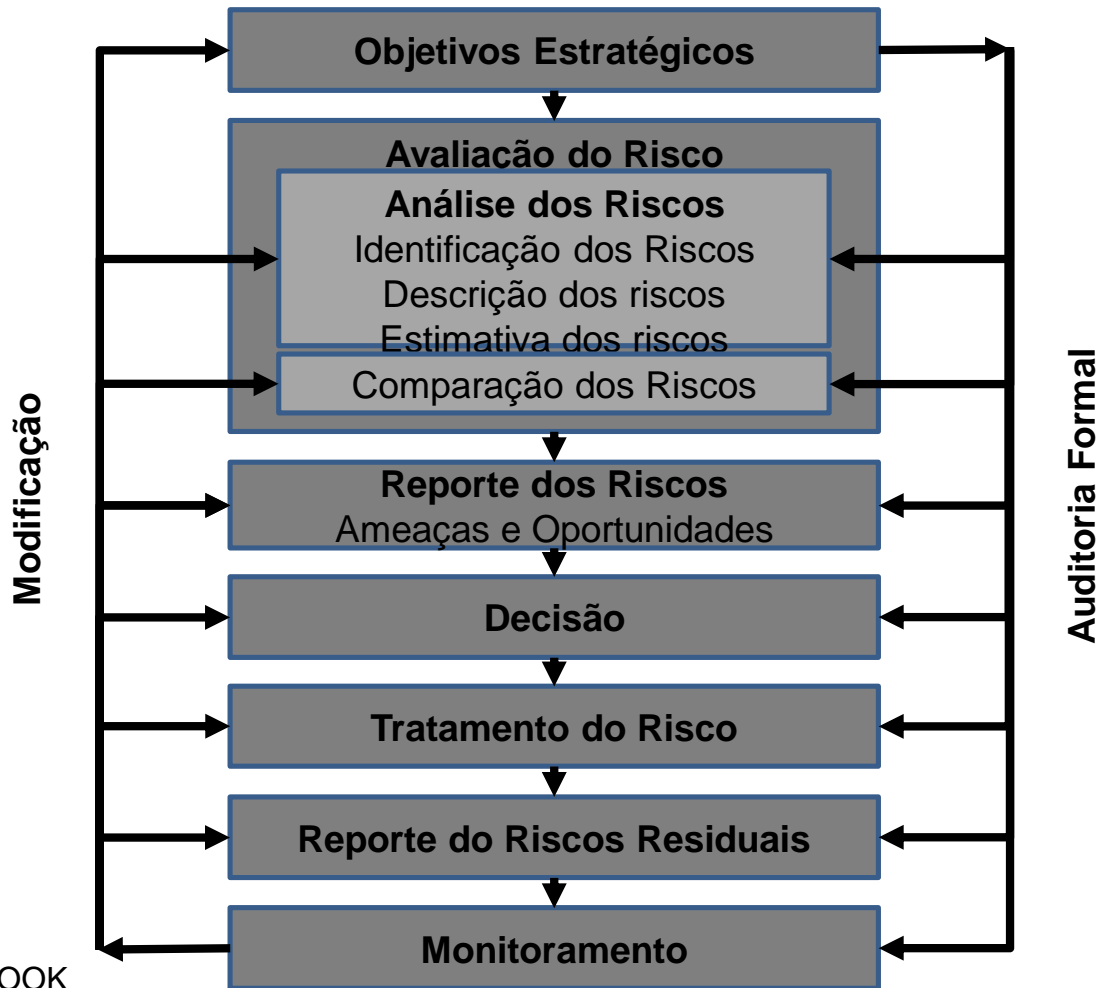 Objetivos Estratégicos
Avaliação do Risco
Análise dos Riscos
Identificação dos Riscos
Descrição dos riscos
Estimativa dos riscos
Comparação dos Riscos
Reporte dos Riscos
Ameaças e Oportunidades
Decisão
Tratamento do Risco
Reporte do Riscos Residuais
Monitoramento
Modificação
Auditoria Formal
OOK